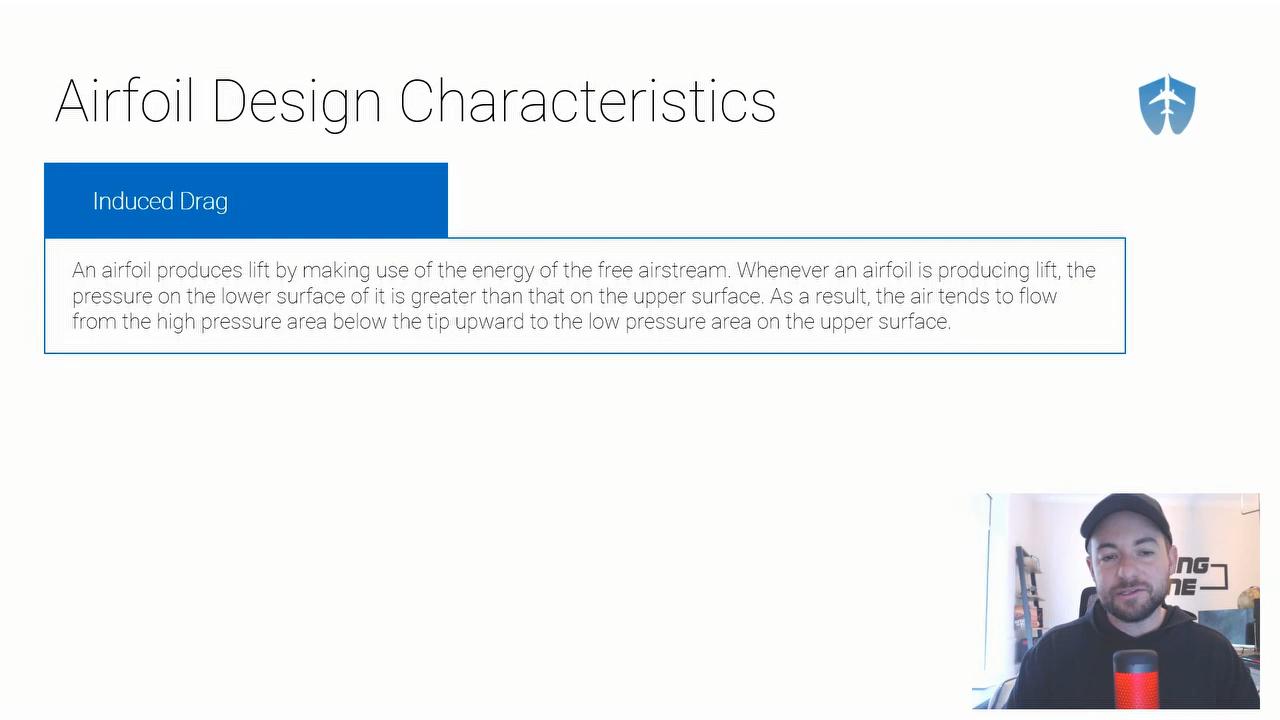 Airfoil Design Characteristics
Induced Drag
An airfoil produces lift by making use of the energy of the free airstream. Whenever an airfoil is producing lift, the
pressure on the lower surface of it is greater than that on the upper surface. As a result, the air tends to flow
from the high pressure area below the tip upward to the low pressure area on the upper surface.
NG
NE